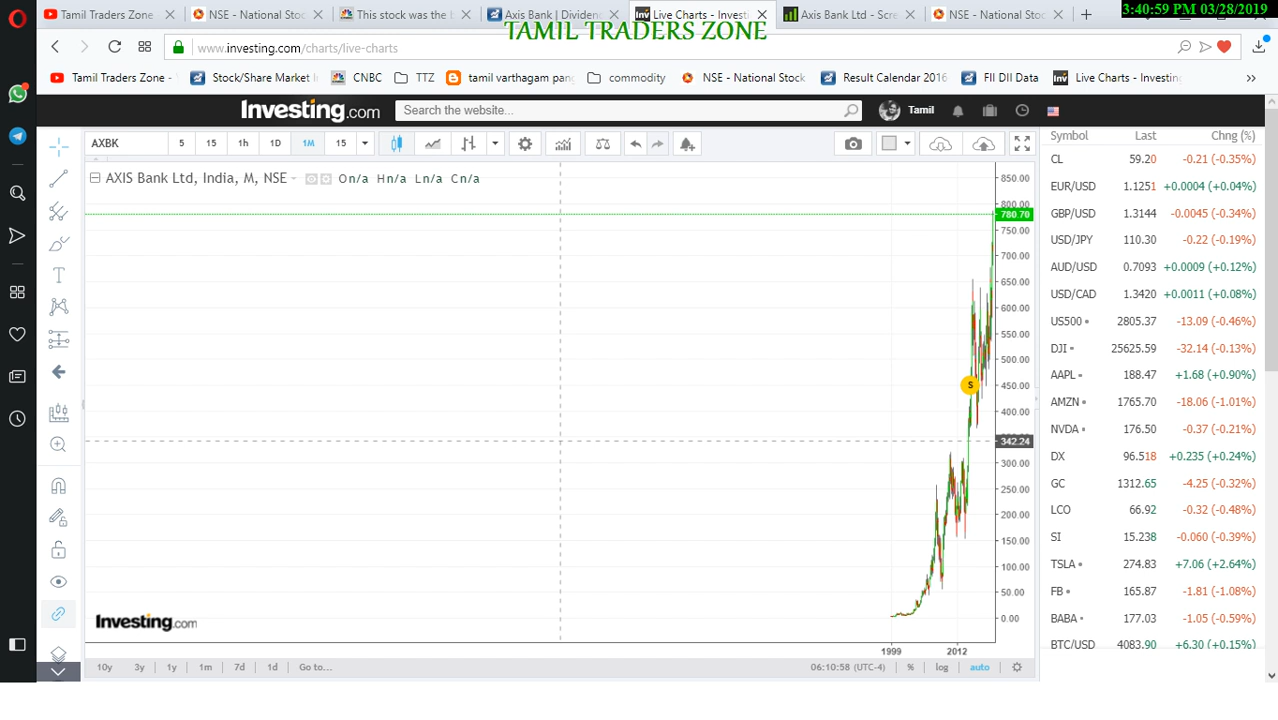 3:40:59 PM 03/28/2019
Tamil Traders Zone
NSE - National Stoc
This stock was the
Axis Bank | Dividend
Live Charts - Investi
Axis Bank Ltd - Scre
NSE - National Stoc
TAMIL TRADERS ZONE
www.investing.com/charts/live-charts
Tamil Traders Zone -
Stock/Share Market
CNBC
TTZ
tamil varthagam pan
commodity
NSE - National Stock
Result Calendar 2016
FII DII Data
Live Charts - Investin
Investing.com
Search the website...
Tamil
AXBK 5 15 1h 1D 1M 15
AXIS Bank Ltd, India, M, NSE On/a Hn/a Ln/a Cn/a
850.00
800.00
780.70
750.00
700.00
650.00
600.00
550.00
500.00
450.00
400.00
342.24
300.00
250.00
200.00
150.00
100.00
50.00
0.00
S
Investing.com
1999 2012
10y 3y 1y 1m 7d 1d Go to...
06:10:58 (UTC-4) % log auto
Symbol Last Chng (%)
CL 59.20 -0.21 (-0.35%)
EUR/USD 1.1251 +0.0004 (+0.04%)
GBP/USD 1.3144 -0.0045 (-0.34%)
USD/JPY 110.30 -0.22 (-0.19%)
AUD/USD 0.7093 +0.0009 (+0.12%)
USD/CAD 1.3420 +0.0011 (+0.08%)
US500 2805.37 -13.09 (-0.46%)
DJI 25625.59 -32.14 (-0.13%)
AAPL 188.47 +1.68 (+0.90%)
AMZN 1765.70 -18.06 (-1.01%)
NVDA 176.50 -0.37 (-0.21%)
DX 96.518 +0.235 (+0.24%)
GC 1312.65 -4.25 (-0.32%)
LCO 66.92 -0.32 (-0.48%)
SI 15.238 -0.060 (-0.39%)
TSLA 274.83 +7.06 (+2.64%)
FB 165.87 -1.81 (-1.08%)
BABA 177.03 -1.05 (-0.59%)
BTC/USD 4083.90 +6.30 (+0.15%)